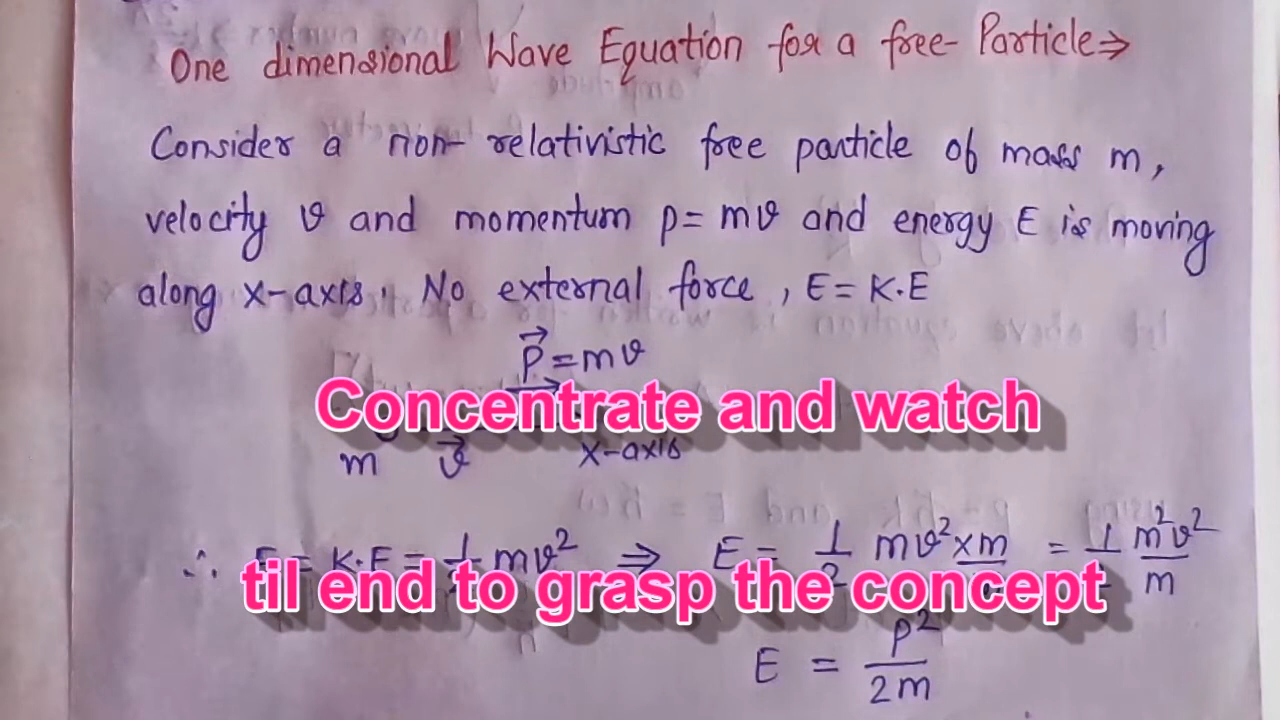 One dimensional Wave Equation for a free-Particle⇒
Consider a non-relativistic free particle of mass m,
velocity v and momentum p=mv and energy E is moving
along x-axis. No external force, E=K.E
P⃗=mv
Concentrate and watch
m v⃗ x-axis
∴ E=K.E=1/2 mv² ⇒ E = 1/2 mv²×m = 1 m²v²/m
til end to grasp the concept
E = P²/2m